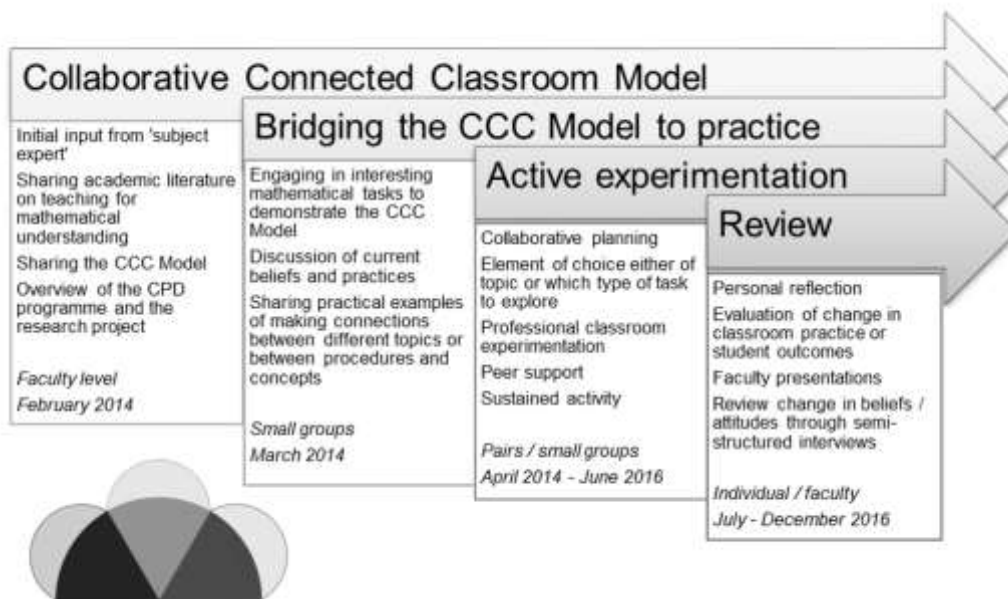 Collaborative Connected Classroom Model
Initial input from 'subject
expert'
Sharing academic literature
on teaching for
mathematical
understanding
Sharing the CCC Model
Overview of the CPD
programme and the
research project
Faculty level
February 2014
Bridging the CCC Model to practice
Engaging in interesting
mathematical tasks to
demonstrate the CCC
Model
Discussion of current
beliefs and practices
Sharing practical examples
of making connections
between different topics or
between procedures and
concepts
Small groups
March 2014
Active experimentation
Collaborative planning
Element of choice either of
topic or which type of task
to explore
Professional classroom
experimentation
Peer support
Sustained activity
Pairs / small groups
April 2014 - June 2016
Review
Personal reflection
Evaluation of change in
classroom practice or
student outcomes
Faculty presentations
Review change in beliefs /
attitudes through semi-
structured interviews
Individual / faculty
July - December 2016